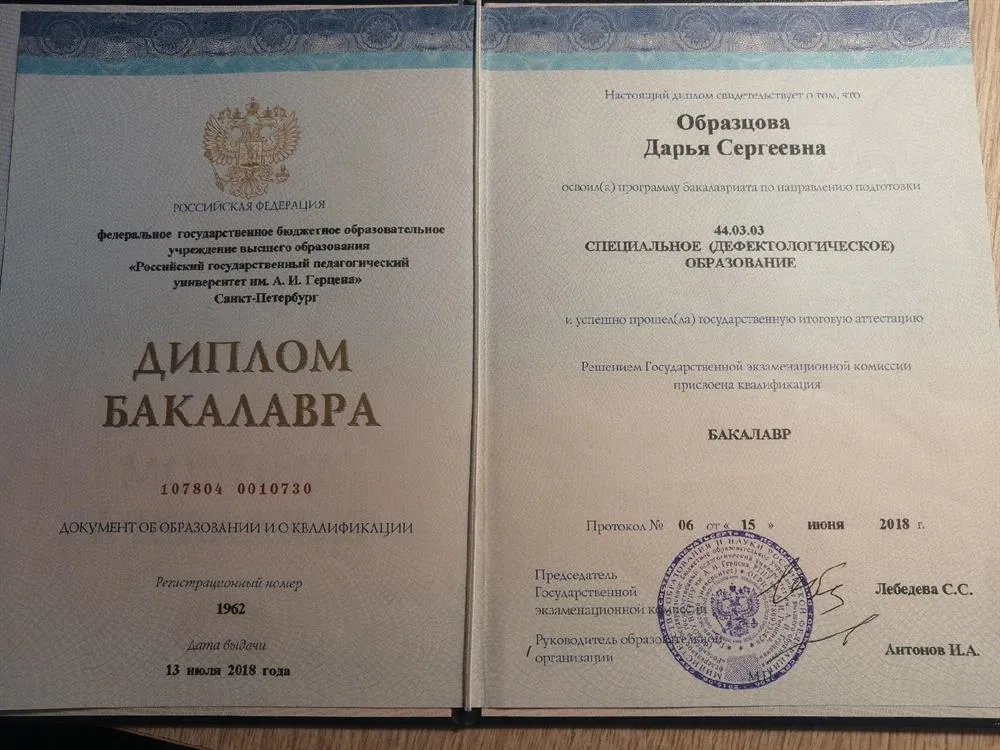 РОССИЙСКАЯ ФЕДЕРАЦИЯ
федеральное государственное бюджетное образовательное
учреждение высшего образования
«Российский государственный педагогический
университет им. А. И. Герцена»
Санкт-Петербург
ДИПЛОМ
БАКАЛАВРА
107804 0010730
ДОКУМЕНТ ОБ ОБРАЗОВАНИИ И О КВАЛИФИКАЦИИ
Регистрационный номер
1962
Дата выдачи
13 июля 2018 года
Настоящий диплом свидетельствует о том, что
Образцова
Дарья Сергеевна
освоил(а) программу бакалавриата по направлению подготовки
44.03.03
СПЕЦИАЛЬНОЕ (ДЕФЕКТОЛОГИЧЕСКОЕ)
ОБРАЗОВАНИЕ
и успешно прошел(ла) государственную итоговую аттестацию
Решением Государственной экзаменационной комиссии
присвоена квалификация
БАКАЛАВР
Протокол № 06 от « 15 » июня 2018 г.
Председатель
Государственной
экзаменационной комиссии
Лебедева С.С.
Руководитель образовательной
организации
Антонов И.А.
М.П.